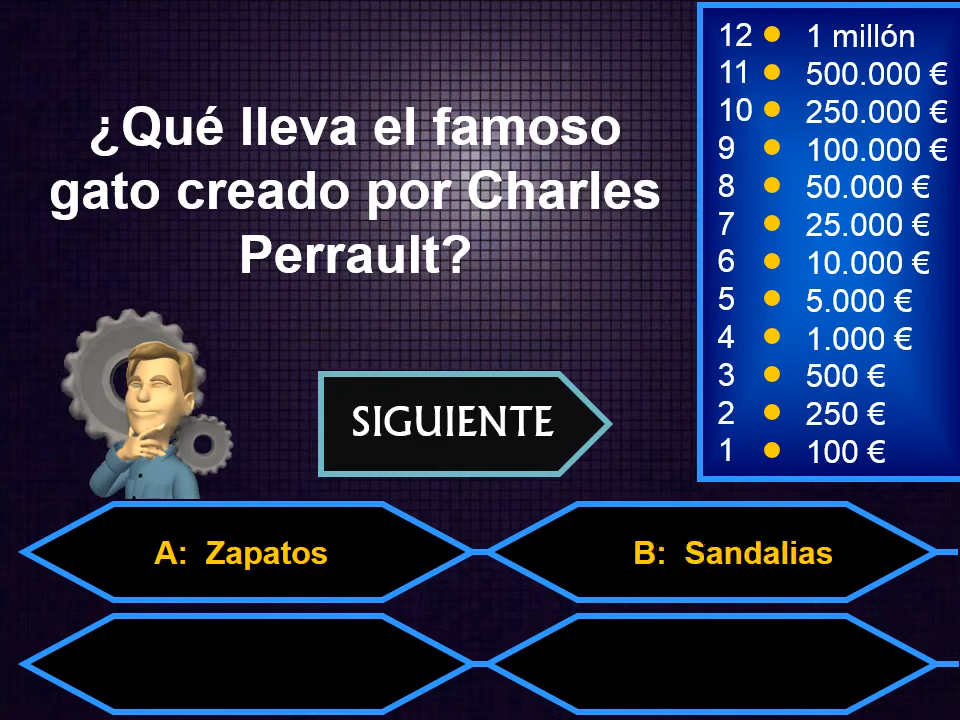 ¿Qué lleva el famoso
gato creado por Charles
Perrault?
12 • 1 millón
11 • 500.000 €
10 • 250.000 €
9 • 100.000 €
8 • 50.000 €
7 • 25.000 €
6 • 10.000 €
5 • 5.000 €
4 • 1.000 €
3 • 500 €
2 • 250 €
1 • 100 €
SIGUIENTE
A: Zapatos
B: Sandalias